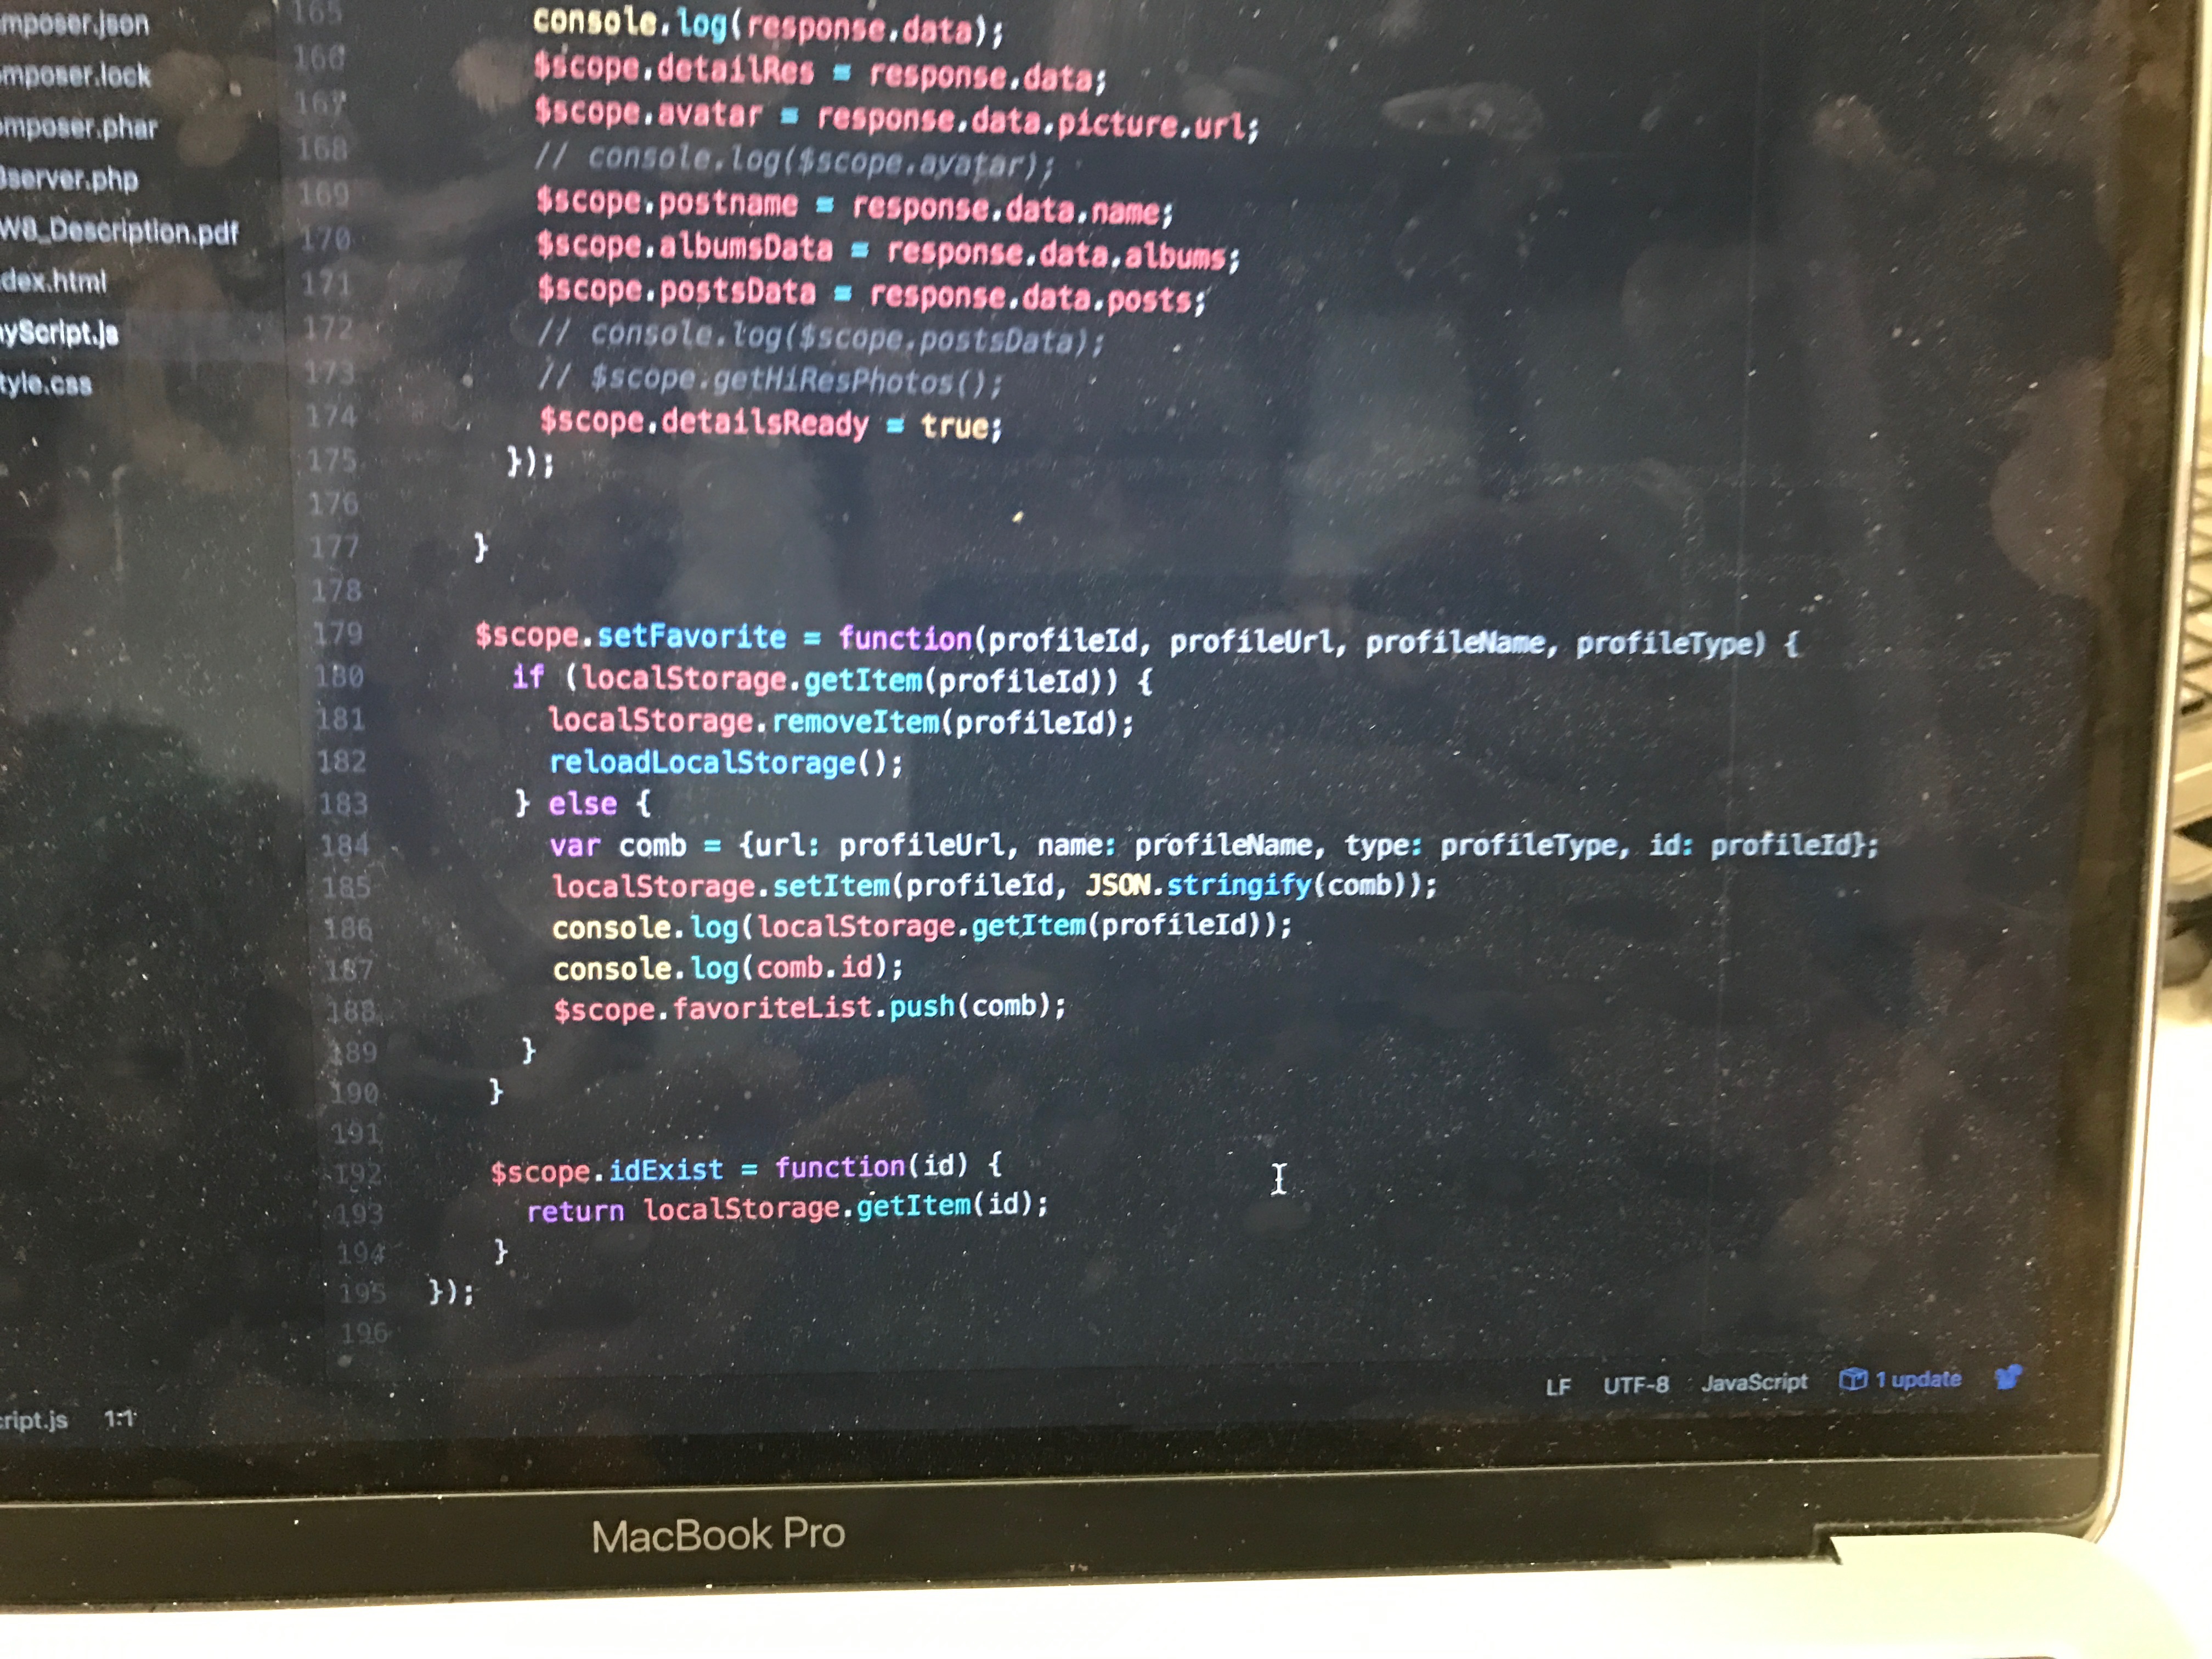 mposer.json
mposer.lock
mposer.phar
server.php
W8_Description.pdf
dex.html
yScript.js
tyle.css
165 console.log(response.data);
166 $scope.detailRes = response.data;
167 $scope.avatar = response.data.picture.url;
168 // console.log($scope.avatar);
169 $scope.postname = response.data.name;
170 $scope.albumsData = response.data.albums;
171 $scope.postsData = response.data.posts;
172 // console.log($scope.postsData);
173 // $scope.getHiResPhotos();
174 $scope.detailsReady = true;
175 });
176
177 }
178
179 $scope.setFavorite = function(profileId, profileUrl, profileName, profileType) {
180 if (localStorage.getItem(profileId)) {
181 localStorage.removeItem(profileId);
182 reloadLocalStorage();
183 } else {
184 var comb = {url: profileUrl, name: profileName, type: profileType, id: profileId};
185 localStorage.setItem(profileId, JSON.stringify(comb));
186 console.log(localStorage.getItem(profileId));
187 console.log(comb.id);
188 $scope.favoriteList.push(comb);
189 }
190 }
191
192 $scope.idExist = function(id) {
193 return localStorage.getItem(id);
194 }
195 });
196
ript.js 1:1 LF UTF-8 JavaScript 1 update
MacBook Pro